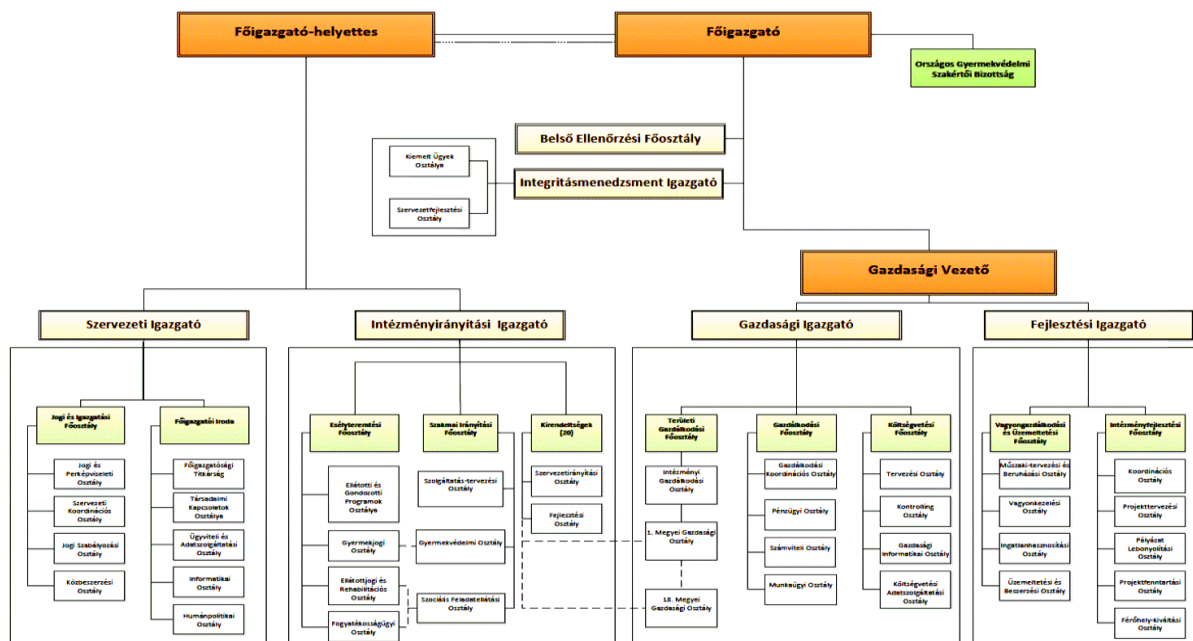 Főigazgató-helyettes
Főigazgató
Országos Gyermekvédelmi
Szakértői Bizottság
Belső Ellenőrzési Főosztály
Kiemelt Ügyek
Osztálya
Integritásmenedzsment Igazgató
Szervezetfejlesztési
Osztály
Gazdasági Vezető
Szervezeti Igazgató
Intézményirányítási Igazgató
Gazdasági Igazgató
Fejlesztési Igazgató
Jogi és Igazgatási
Főosztály
Jogi és
Perképviseleti
Osztály
Szervezeti
Koordinációs
Osztály
Jogi Szabályozási
Osztály
Közbeszerzési
Osztály
Főigazgatói Iroda
Főigazgatósági
Titkárság
Társadalmi
Kapcsolatok
Osztálya
Ügyviteli és
Adatszolgáltatási
Osztály
Informatikai
Osztály
Humánpolitikai
Osztály
Esélyteremtési
Főosztály
Ellátotti és
Gondozotti
Programok
Osztálya
Gyermekjogi
Osztály
Ellátottjogi és
Rehabilitációs
Osztály
Fogyatékosságügyi
Osztály
Szakmai Irányítási
Főosztály
Szolgáltatás-tervezési
Osztály
Gyermekvédelmi
Osztály
Szociális Feladatellátási
Osztály
Kirendeltségek
(20)
Szervezetirányítási
Osztály
Fejlesztési
Osztály
Területi
Gazdálkodási
Főosztály
Intézményi
Gazdálkodási
Osztály
1. Megyei Gazdasági
Osztály
18. Megyei
Gazdasági Osztály
Gazdálkodási
Főosztály
Gazdálkodási
Koordinációs Osztály
Pénzügyi Osztály
Számviteli Osztály
Munkaügyi Osztály
Költségvetési
Főosztály
Tervezési Osztály
Kontrolling
Osztály
Gazdasági
Informatikai Osztály
Költségvetési
Adatszolgáltatási
Osztály
Vagyongazdálkodási
és Üzemeltetési
Főosztály
Műszaki-tervezési és
Beruházási Osztály
Vagyonkezelési
Osztály
Ingatlanhasznosítási
Osztály
Üzemeltetési és
Beszerzési Osztály
Intézményfejlesztési
Főosztály
Koordinációs
Osztály
Projekttervezési
Osztály
Pályázat
Lebonyolítási
Osztály
Projektfenntartási
Osztály
Férőhely-kiváltási
Osztály